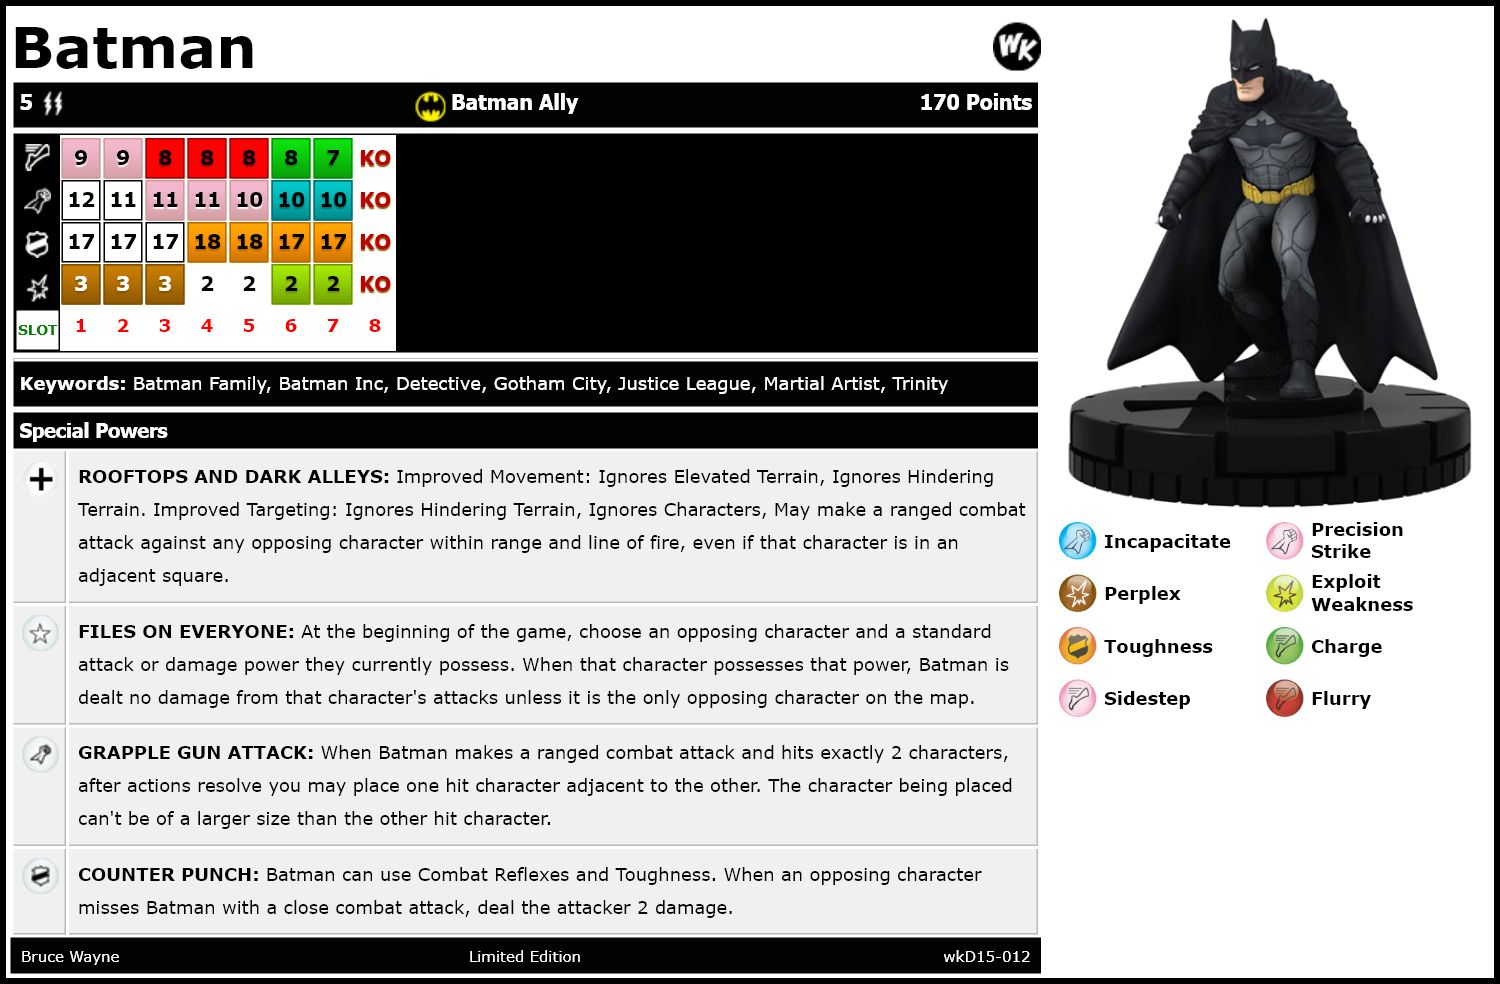 Batman
WK
5 Batman Ally 170 Points
9 9 8 8 8 8 7 KO
12 11 11 11 10 10 10 KO
17 17 17 18 18 17 17 KO
3 3 3 2 2 2 2 KO
SLOT 1 2 3 4 5 6 7 8
Keywords: Batman Family, Batman Inc, Detective, Gotham City, Justice League, Martial Artist, Trinity
Special Powers
ROOFTOPS AND DARK ALLEYS: Improved Movement: Ignores Elevated Terrain, Ignores Hindering
Terrain. Improved Targeting: Ignores Hindering Terrain, Ignores Characters, May make a ranged combat
attack against any opposing character within range and line of fire, even if that character is in an
adjacent square.
FILES ON EVERYONE: At the beginning of the game, choose an opposing character and a standard
attack or damage power they currently possess. When that character possesses that power, Batman is
dealt no damage from that character's attacks unless it is the only opposing character on the map.
GRAPPLE GUN ATTACK: When Batman makes a ranged combat attack and hits exactly 2 characters,
after actions resolve you may place one hit character adjacent to the other. The character being placed
can't be of a larger size than the other hit character.
COUNTER PUNCH: Batman can use Combat Reflexes and Toughness. When an opposing character
misses Batman with a close combat attack, deal the attacker 2 damage.
Bruce Wayne Limited Edition wkD15-012
Incapacitate
Precision
Strike
Perplex
Exploit
Weakness
Toughness
Charge
Sidestep
Flurry